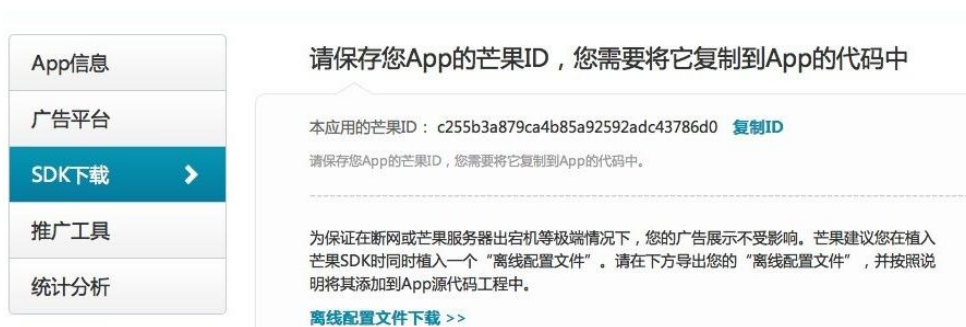 App信息
广告平台
SDK下载
推广工具
统计分析
请保存您App的芒果ID，您需要将它复制到App的代码中
本应用的芒果ID： c255b3a879ca4b85a92592adc43786d0 复制ID
请保存您App的芒果ID，您需要将它复制到App的代码中。
为保证在断网或芒果服务器出宕机等极端情况下，您的广告展示不受影响。芒果建议您在植入
芒果SDK时同时植入一个“离线配置文件”。请在下方导出您的“离线配置文件”，并按照说
明将其添加到App源代码工程中。
离线配置文件下载 >>